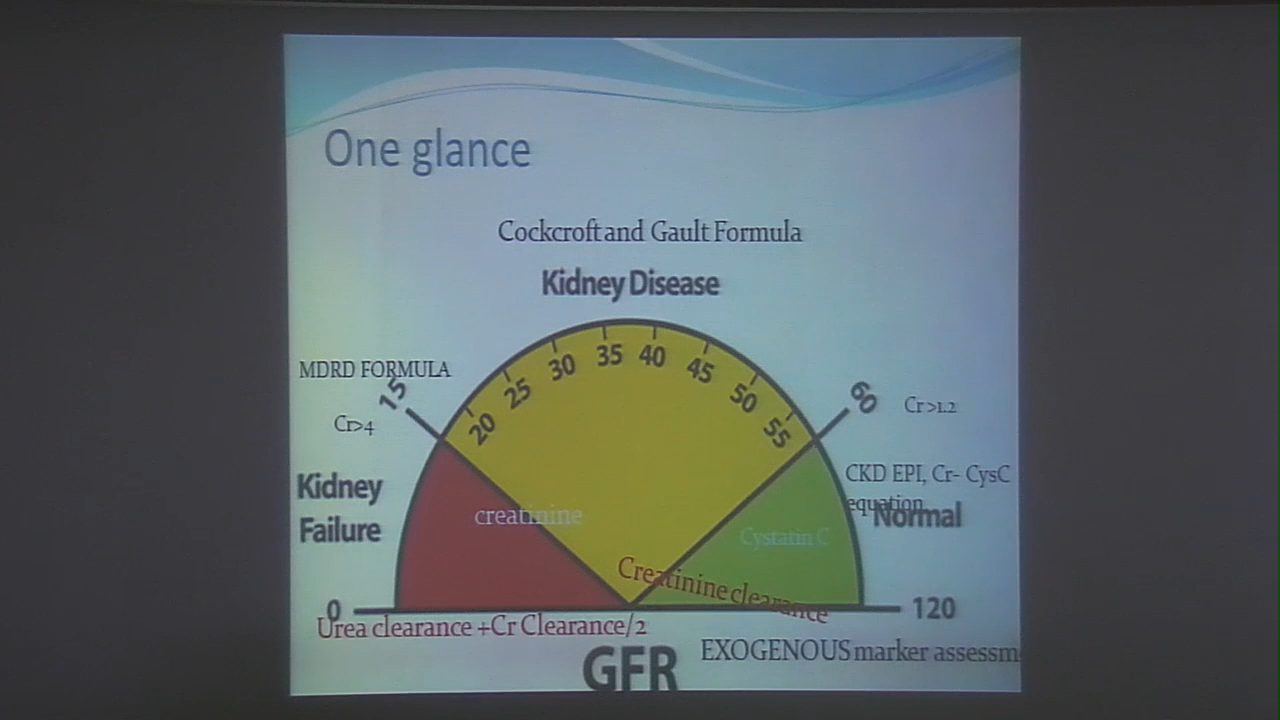 One glance
Cockcroft and Gault Formula
Kidney Disease
MDRD FORMULA
15
20
25
30
35
40
45
50
55
60
Cr>4
Cr>1.2
Kidney
Failure
creatinine
CKD EPI, Cr- CysC
equation
Normal
Cystatin C
Creatinine clearance
0
120
Urea clearance +Cr Clearance/2
EXOGENOUS marker assessm
GFR